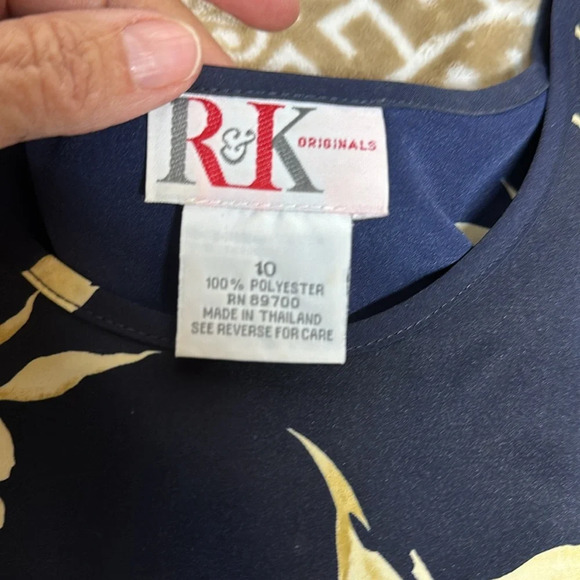 R&K ORIGINALS
10
100% POLYESTER
RN 89700
MADE IN THAILAND
SEE REVERSE FOR CARE